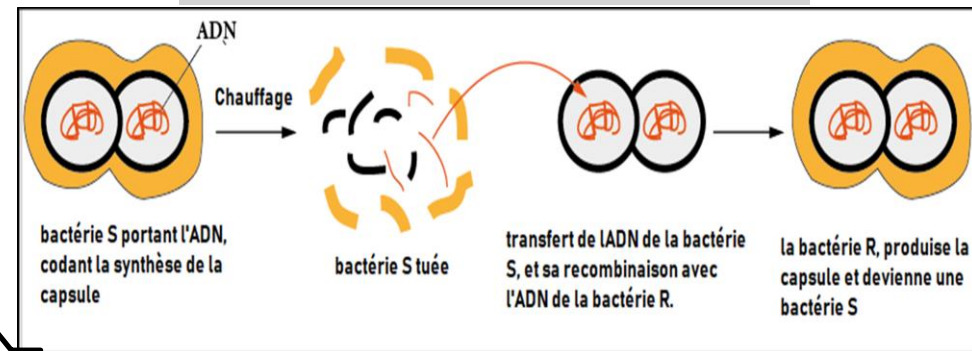 ADN
Chauffage
bactérie S portant l'ADN,
codant la synthèse de la
capsule
bactérie S tuée
transfert de lADN de la bactérie
S, et sa recombinaison avec
l'ADN de la bactérie R.
la bactérie R, produise la
capsule et devienne une
bactérie S